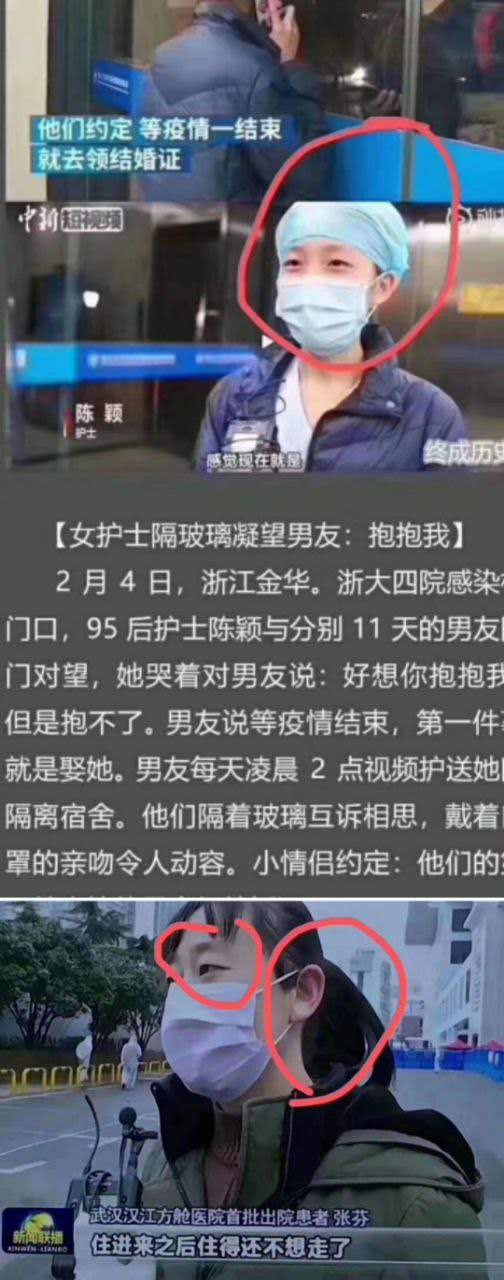 他们约定 等疫情一结束
就去领结婚证
中新短视频
陈颖
护士
感觉现在就是
终成历史
【女护士隔玻璃凝望男友：抱抱我】
2月4日，浙江金华。浙大四院感染
门口，95后护士陈颖与分别11天的男友
门对望，她哭着对男友说：好想你抱抱我
但是抱不了。男友说等疫情结束，第一件
就是娶她。男友每天凌晨2点视频护送她
隔离宿舍。他们隔着玻璃互诉相思，戴着
罩的亲吻令人动容。小情侣约定：他们的
新闻联播
XINWEN LIANBO
武汉汉江方舱医院首批出院患者 张芬
住进来之后住得还不想走了